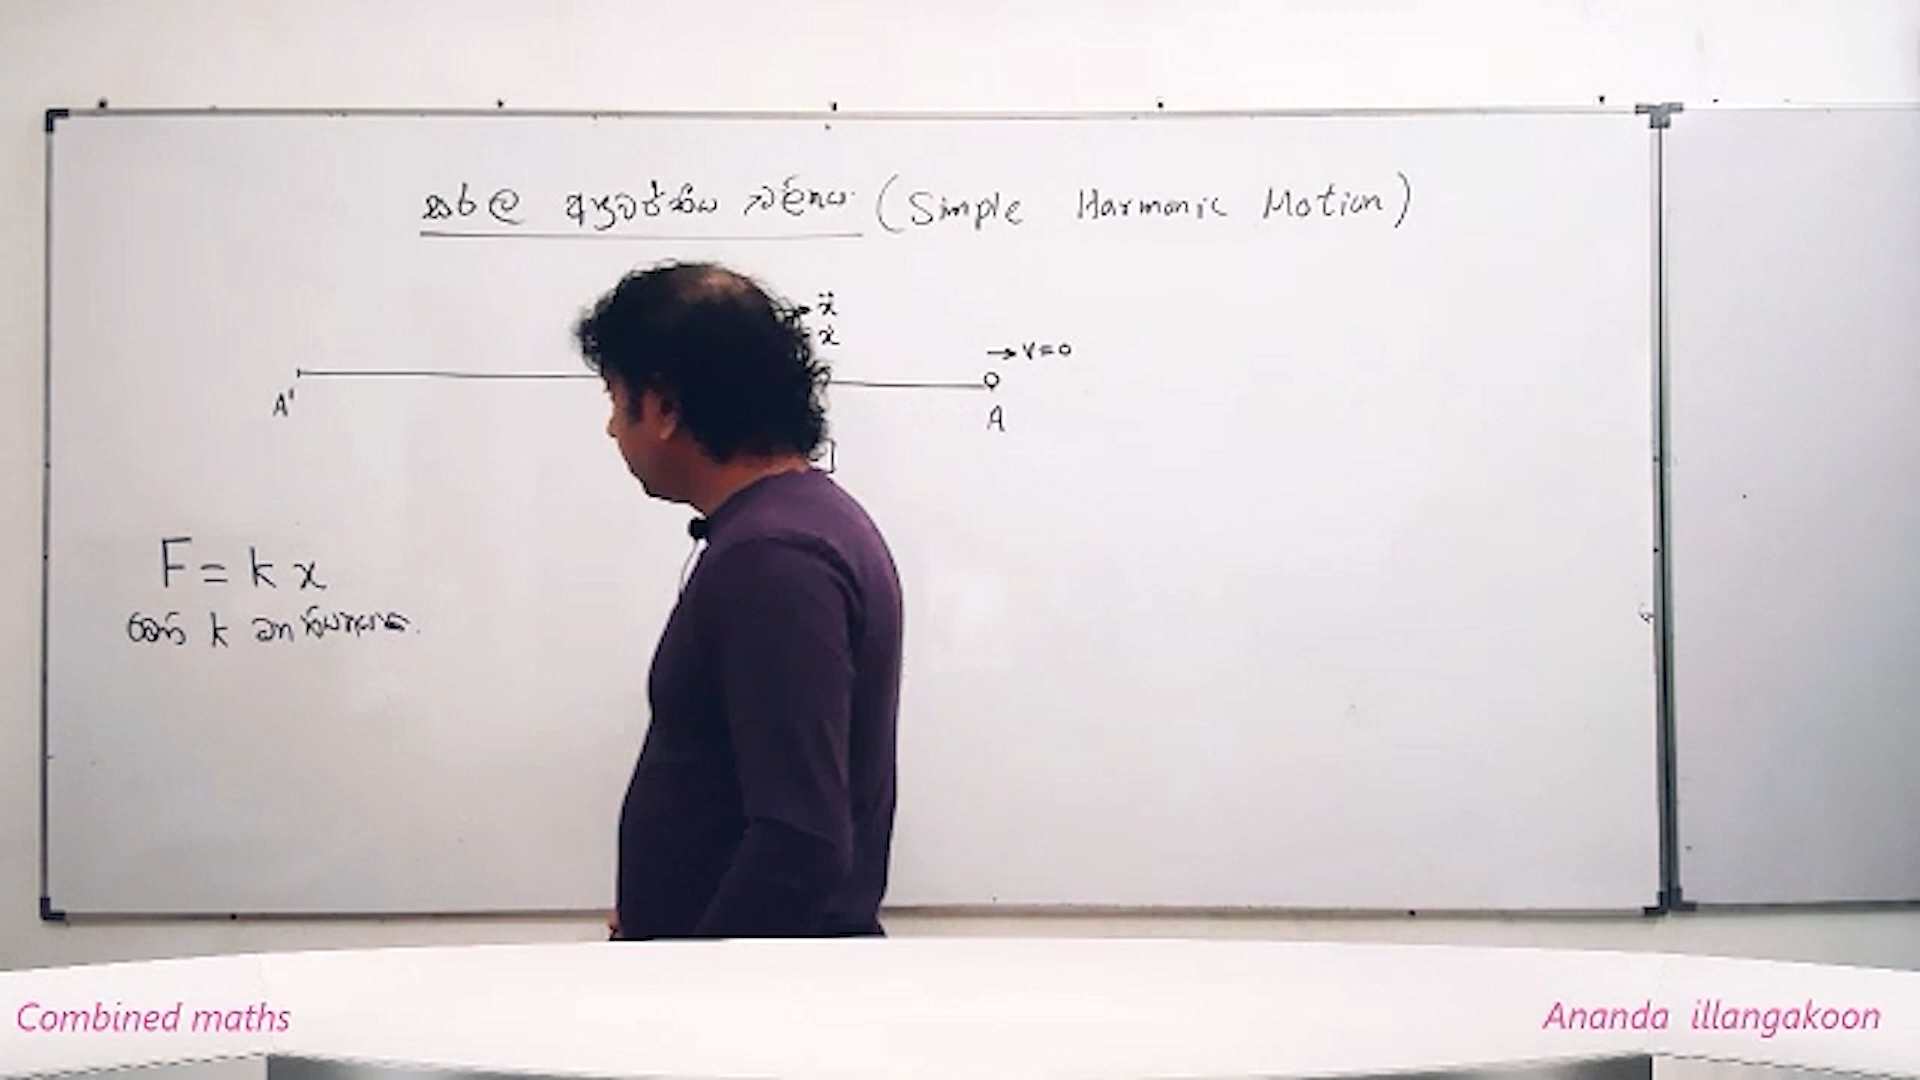 සරල අනුවර්තීය චලිතය (Simple Harmonic Motion)
ẍ
ẋ
→ V = 0
A'
A
F = k x
මෙහි k නියතයකි.
Combined maths
Ananda illangakoon